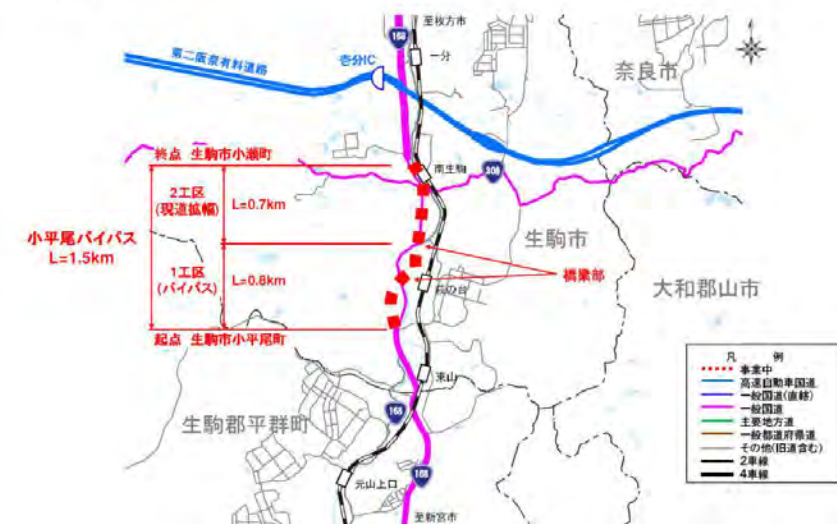 至枚方市
168
一分
第二阪奈有料道路
壱分IC
奈良市
終点 生駒市小瀬町
南生駒
308
2工区
(現道拡幅)
L=0.7km
小平尾バイパス
L=1.5km
生駒市
1工区
(バイパス)
L=0.8km
橋梁部
萩の台
大和郡山市
起点 生駒市小平尾町
東山
168
生駒郡平群町
168
元山上口
至新宮市
凡 例
事業中
高速自動車国道
一般国道(直轄)
一般国道
主要地方道
一般都道府県道
その他(旧道含む)
2車線
4車線